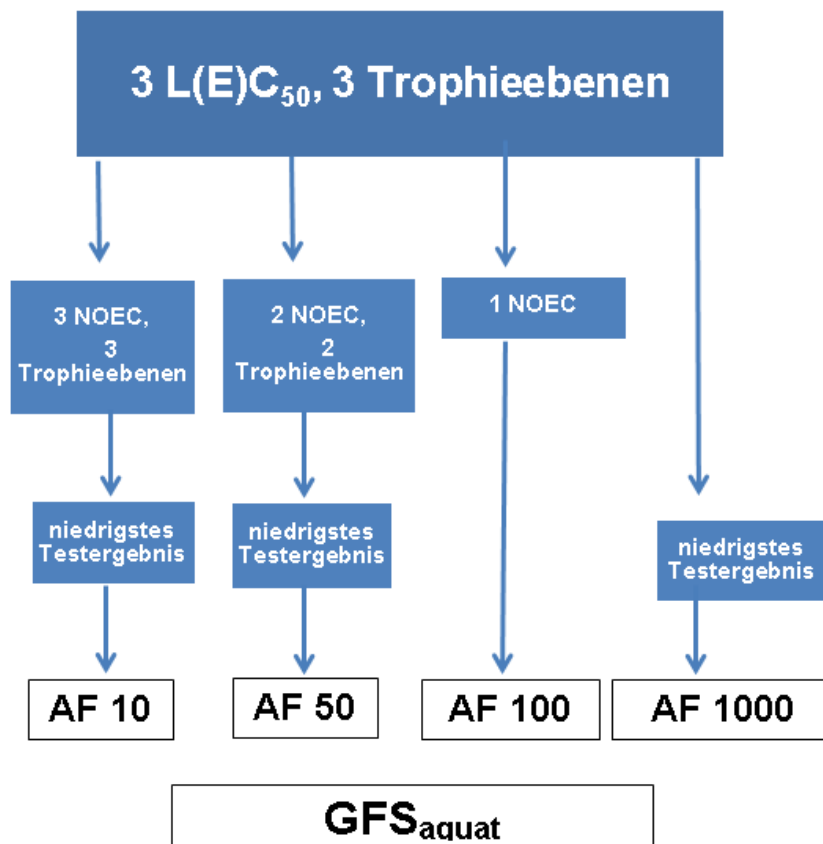 3 L(E)C₅₀, 3 Trophieebenen
3 NOEC,
3
Trophieebenen
2 NOEC,
2
Trophieebenen
1 NOEC
niedrigstes
Testergebnis
niedrigstes
Testergebnis
niedrigstes
Testergebnis
AF 10
AF 50
AF 100
AF 1000
GFSaquat